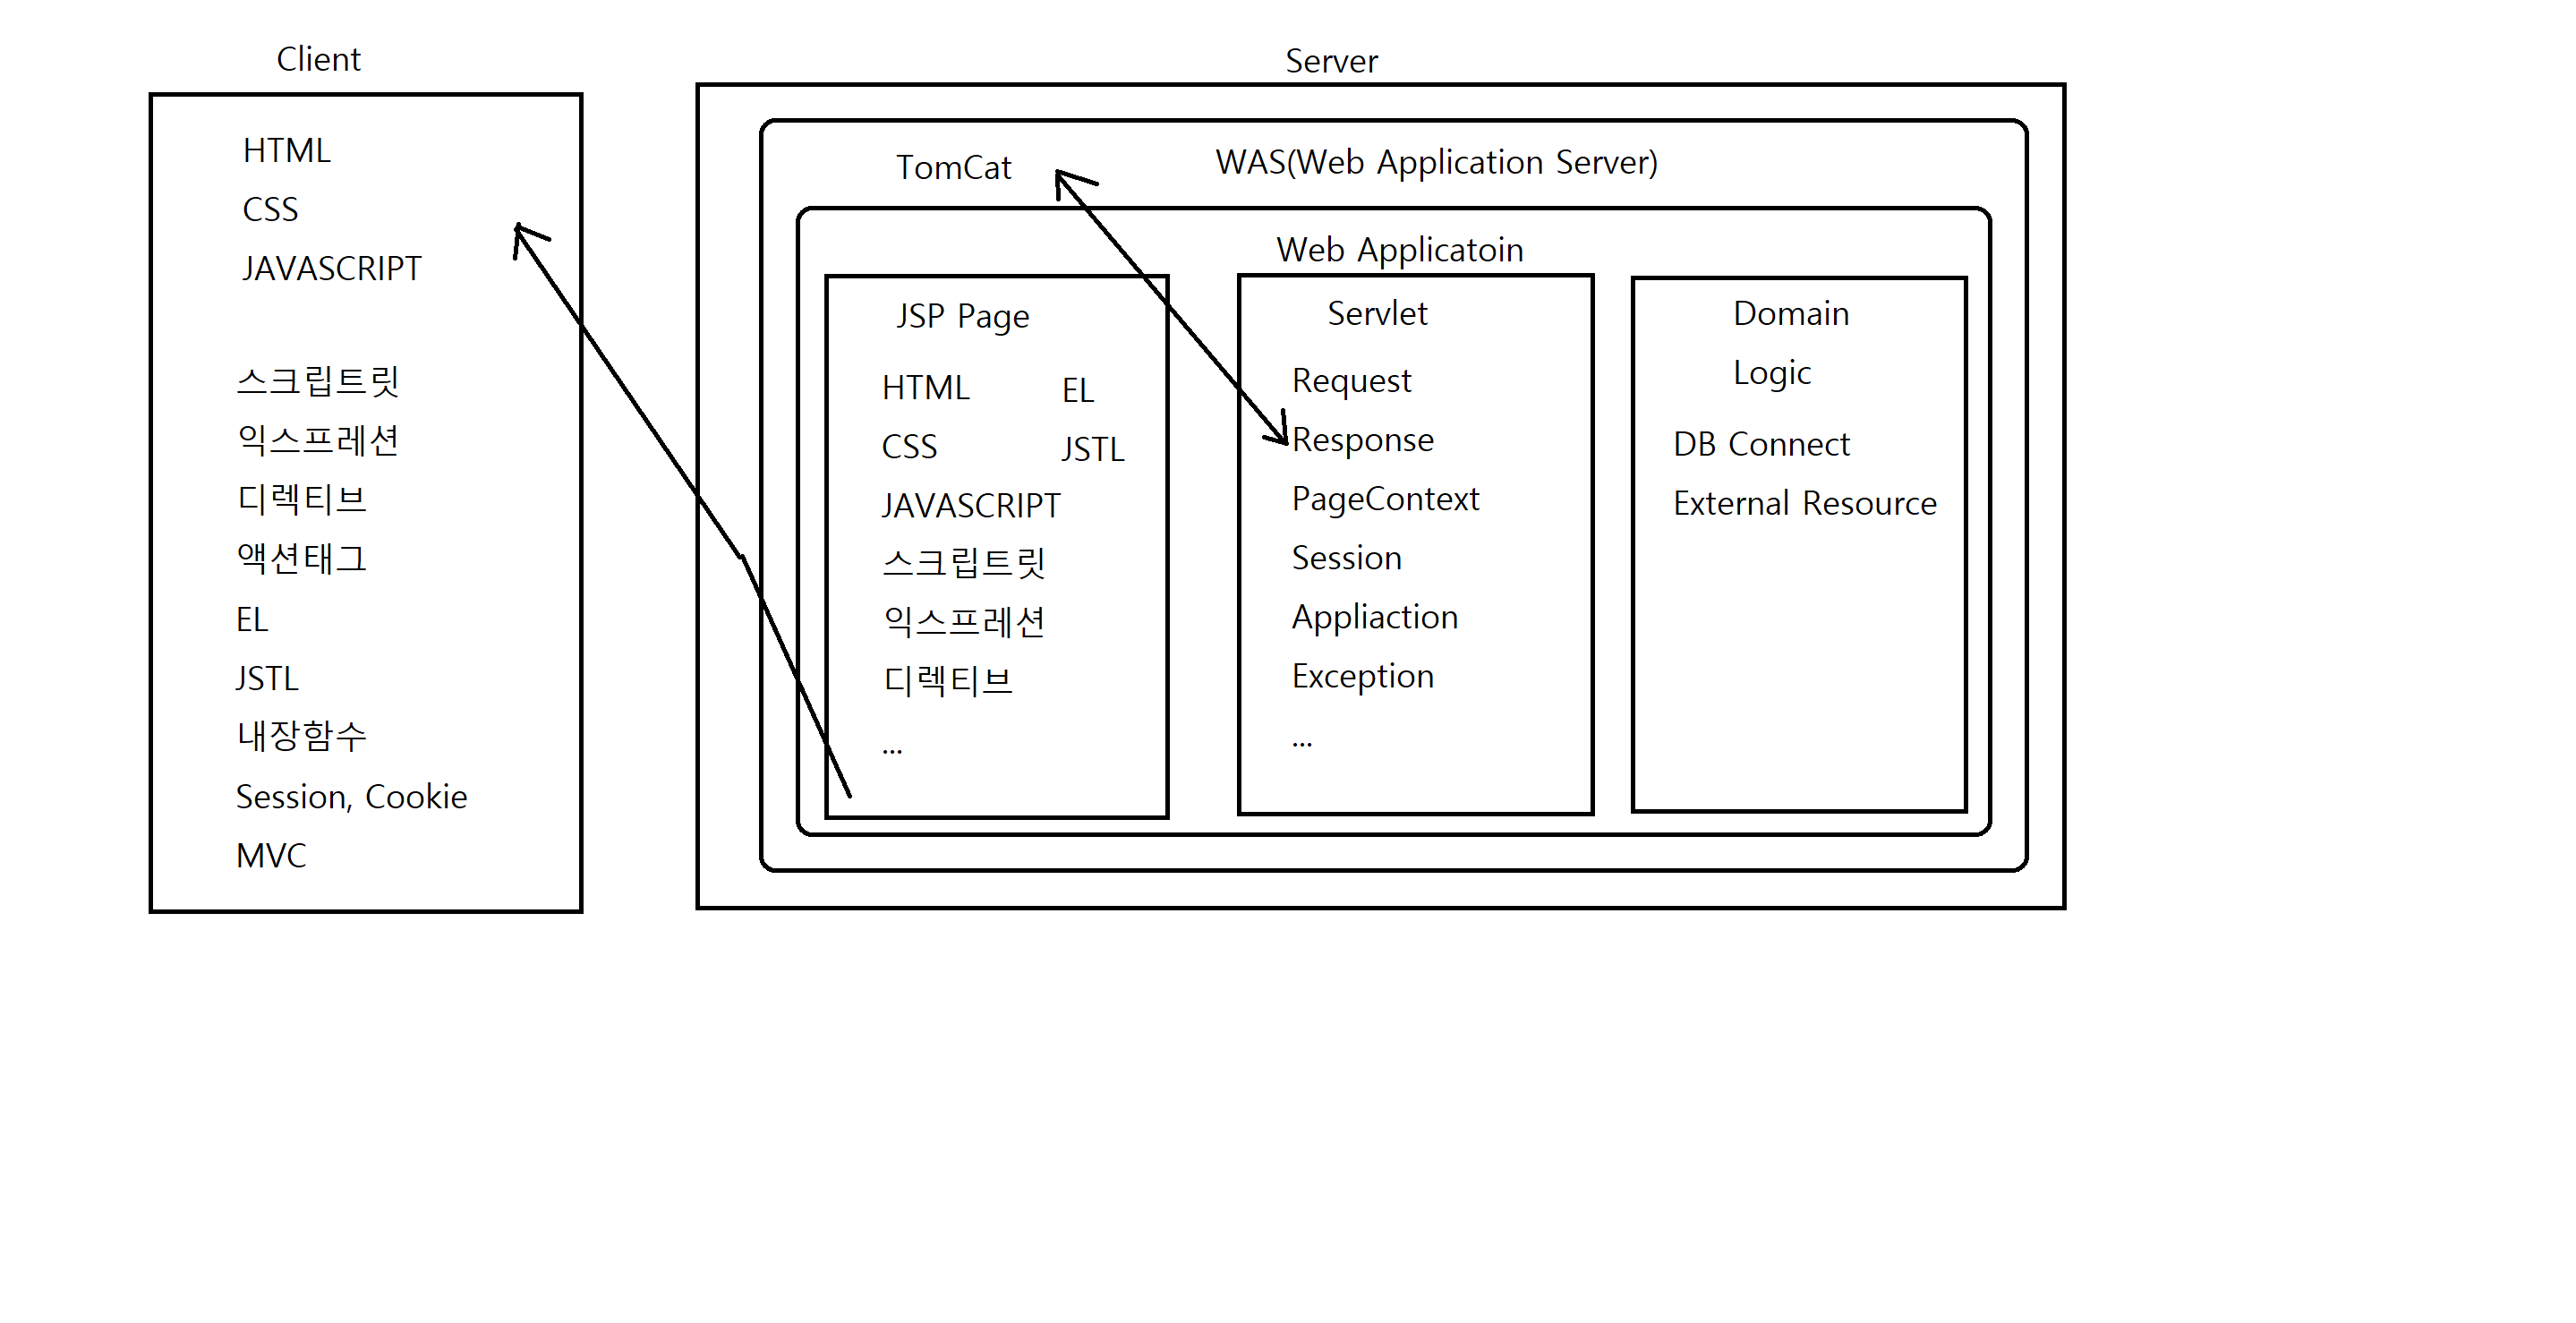 Client
HTML
CSS
JAVASCRIPT
스크립트릿
익스프레션
디렉티브
액션태그
EL
JSTL
내장함수
Session, Cookie
MVC
Server
TomCat
WAS(Web Application Server)
Web Applicatoin
JSP Page
HTML
EL
CSS
JSTL
JAVASCRIPT
스크립트릿
익스프레션
디렉티브
...
Servlet
Request
Response
PageContext
Session
Appliaction
Exception
...
Domain
Logic
DB Connect
External Resource